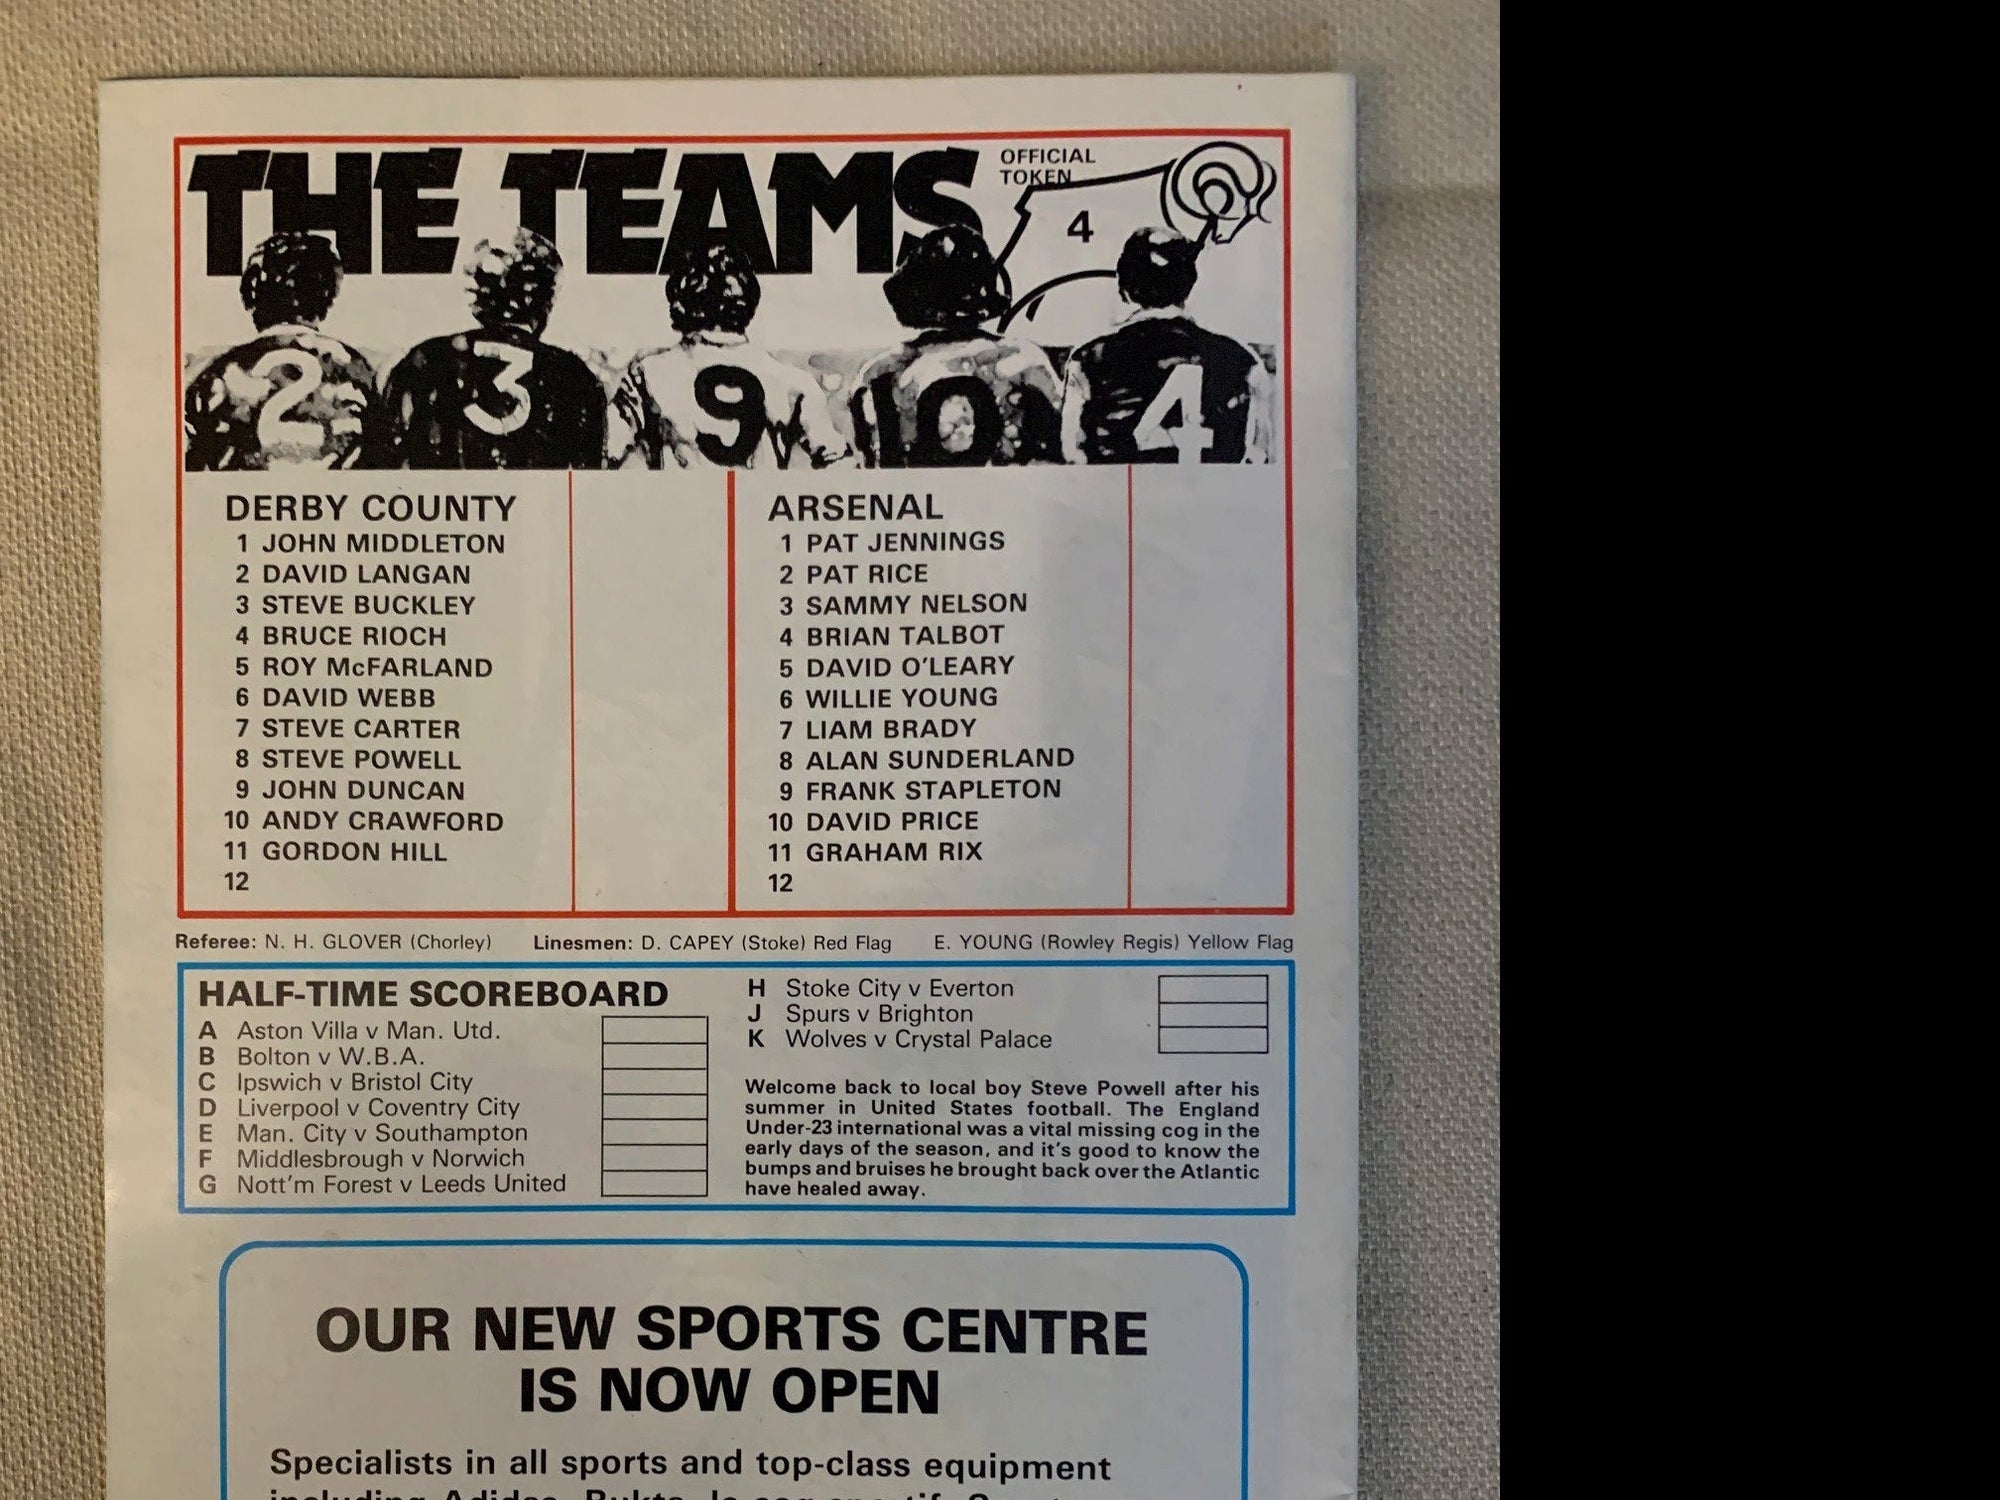 THE TEAMS
OFFICIAL
TOKEN
4
2 3 9 10 4
DERBY COUNTY
1 JOHN MIDDLETON
2 DAVID LANGAN
3 STEVE BUCKLEY
4 BRUCE RIOCH
5 ROY McFARLAND
6 DAVID WEBB
7 STEVE CARTER
8 STEVE POWELL
9 JOHN DUNCAN
10 ANDY CRAWFORD
11 GORDON HILL
12
ARSENAL
1 PAT JENNINGS
2 PAT RICE
3 SAMMY NELSON
4 BRIAN TALBOT
5 DAVID O'LEARY
6 WILLIE YOUNG
7 LIAM BRADY
8 ALAN SUNDERLAND
9 FRANK STAPLETON
10 DAVID PRICE
11 GRAHAM RIX
12
Referee: N. H. GLOVER (Chorley) Linesmen: D. CAPEY (Stoke) Red Flag E. YOUNG (Rowley Regis) Yellow Flag
HALF-TIME SCOREBOARD
A Aston Villa v Man. Utd.
B Bolton v W.B.A.
C Ipswich v Bristol City
D Liverpool v Coventry City
E Man. City v Southampton
F Middlesbrough v Norwich
G Nott'm Forest v Leeds United
H Stoke City v Everton
J Spurs v Brighton
K Wolves v Crystal Palace
Welcome back to local boy Steve Powell after his
summer in United States football. The England
Under-23 international was a vital missing cog in the
early days of the season, and it's good to know the
bumps and bruises he brought back over the Atlantic
have healed away.
OUR NEW SPORTS CENTRE
IS NOW OPEN
Specialists in all sports and top-class equipment
including Adidas, Bukta, le coq sportif,